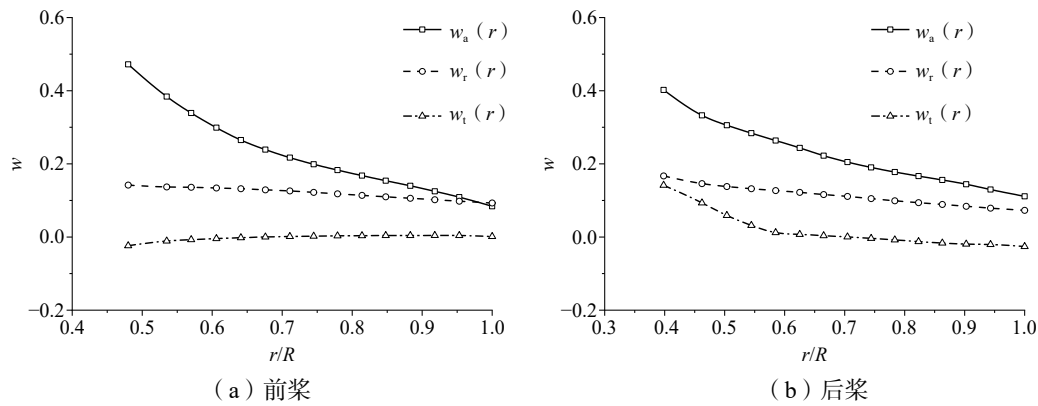 0.6
0.4
0.2
0.0
−0.2
w
0.4 0.5 0.6 0.7 0.8 0.9 1.0
r/R
wₐ（r）
wᵣ（r）
wₜ（r）
（a）前桨
0.6
0.4
0.2
0.0
−0.2
w
0.3 0.4 0.5 0.6 0.7 0.8 0.9 1.0
r/R
wₐ（r）
wᵣ（r）
wₜ（r）
（b）后桨